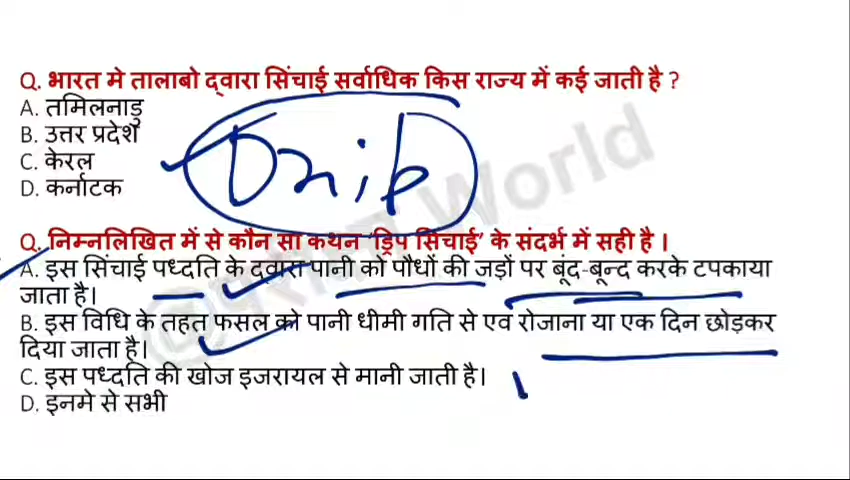 Q. भारत मे तालाबो द्वारा सिंचाई सर्वाधिक किस राज्य में कई जाती है ?
A. तमिलनाडु
B. उत्तर प्रदेश
C. केरल
D. कर्नाटक
Drip
Q. निम्नलिखित में से कौन सा कथन 'ड्रिप सिंचाई' के संदर्भ में सही है ।
A. इस सिंचाई पध्दति के द्वारा पानी को पौधों की जड़ों पर बूंद-बून्द करके टपकाया
जाता है।
B. इस विधि के तहत फसल को पानी धीमी गति से एवं रोजाना या एक दिन छोड़कर
दिया जाता है।
C. इस पध्दति की खोज इजरायल से मानी जाती है।
D. इनमे से सभी
World